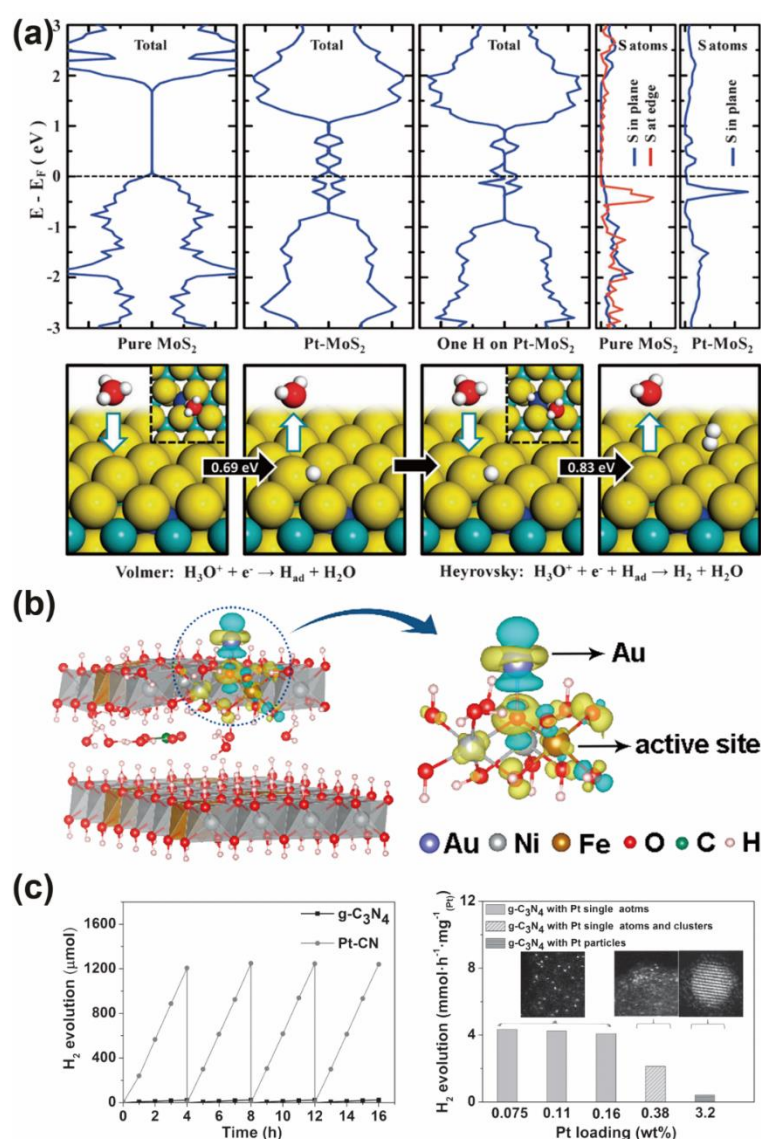 (a)
3
2
1
0
-1
-2
-3
E - E_F ( eV )
Total
Total
Total
S atoms
S atoms
S in plane
S at edge
S in plane
Pure MoS₂
Pt-MoS₂
One H on Pt-MoS₂
Pure MoS₂
Pt-MoS₂
0.69 eV
0.83 eV
Volmer: H₃O⁺ + e⁻ → H_ad + H₂O
Heyrovsky: H₃O⁺ + e⁻ + H_ad → H₂ + H₂O
(b)
Au
active site
Au Ni Fe O C H
(c)
H₂ evolution (μmol)
1600
1200
800
400
0
g-C₃N₄
Pt-CN
0 2 4 6 8 10 12 14 16
Time (h)
H₂ evolution (mmol·h⁻¹·mg⁻¹(Pt))
12
8
4
0
g-C₃N₄ with Pt single aotms
g-C₃N₄ with Pt single atoms and clusters
g-C₃N₄ with Pt particles
0.075 0.11 0.16 0.38 3.2
Pt loading (wt%)